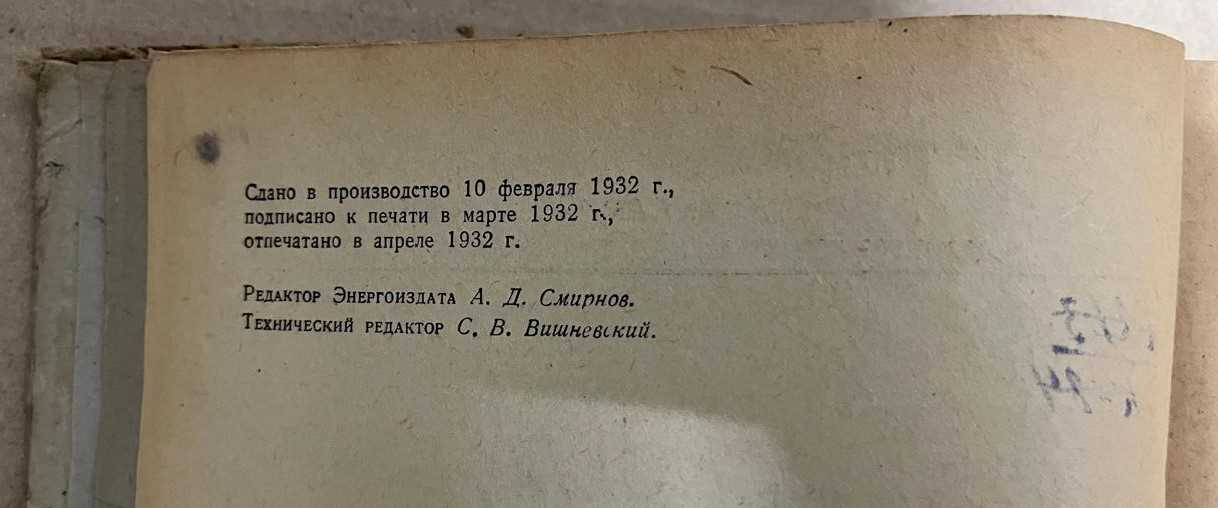 Сдано в производство 10 февраля 1932 г.,
подписано к печати в марте 1932 г.,
отпечатано в апреле 1932 г.
Редактор Энергоиздата А. Д. Смирнов.
Технический редактор С. В. Вишневский.